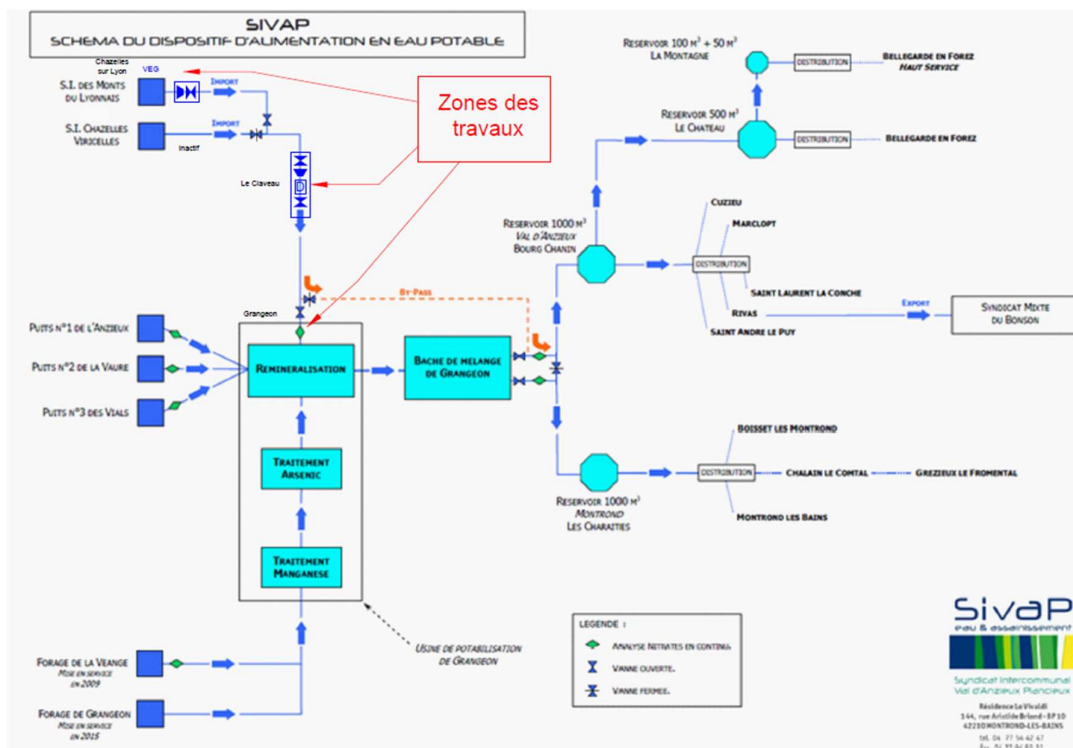 SIVAP
SCHEMA DU DISPOSITIF D'ALIMENTATION EN EAU POTABLE
Chazelles
sur Lyon
VEG
S.I. DES MONTS
DU LYONNAIS
IMPORT
S.I. CHAZELLES
VIRICELLES
IMPORT
Inactif
Zones des
travaux
Le Claveau
D
RESERVOIR 100 M³ + 50 M³
LA MONTAGNE
DISTRIBUTION
BELLEGARDE EN FOREZ
HAUT SERVICE
RESERVOIR 500 M³
LE CHATEAU
DISTRIBUTION
BELLEGARDE EN FOREZ
RESERVOIR 1000 M³
VAL D'ANZIEUX
BOURG CHANIN
CUZIEU
MARCLOPT
DISTRIBUTION
SAINT LAURENT LA CONCHE
RIVAS
SAINT ANDRE LE PUY
EXPORT
SYNDICAT MIXTE
DU BONSON
BY-PASS
Grangeon
PUITS N°1 DE L'ANZIEUX
PUITS N°2 DE LA VAURE
PUITS N°3 DES VIALS
REMINERALISATION
BACHE DE MELANGE
DE GRANGEON
TRAITEMENT
ARSENIC
TRAITEMENT
MANGANESE
RESERVOIR 1000 M³
MONTROND
LES CHARAITIES
BOISSET LES MONTROND
DISTRIBUTION
CHALAIN LE COMTAL
GREZIEUX LE FROMENTAL
MONTROND LES BAINS
USINE DE POTABILISATION
DE GRANGEON
FORAGE DE LA VEANGE
MISE EN SERVICE
EN 2009
FORAGE DE GRANGEON
MISE EN SERVICE
EN 2015
LEGENDE :
ANALYSE NITRATES EN CONTINU.
VANNE OUVERTE.
VANNE FERMEE.
SivaP
eau & assainissement
Syndicat Intercommunal
Val d'Anzieux Plancieux
Résidence Le Vivaldi
144, rue Aristide Briand - BP 10
42210 MONTROND-LES-BAINS
tél. 04 77 54 42 67